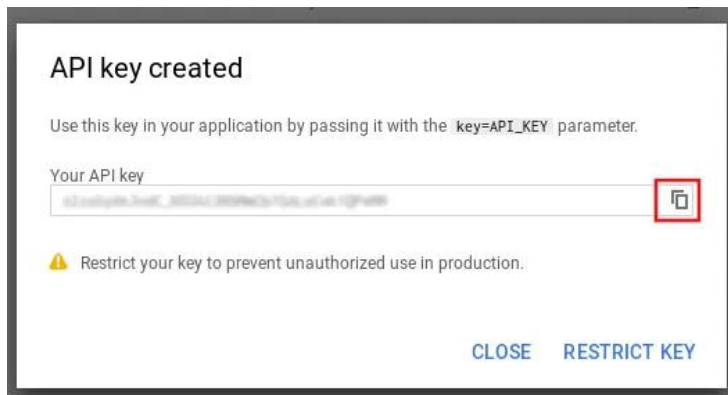 API key created
Use this key in your application by passing it with the key=API_KEY parameter.
Your API key
Restrict your key to prevent unauthorized use in production.
CLOSE RESTRICT KEY